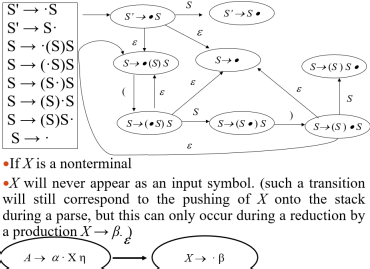 S' → ·S
S' → S·
S → ·(S)S
S → (·S)S
S → (S·)S
S → (S)·S
S → (S)S·
S → ·
S'→ •S
S
S'→ S •
ε
ε
S→ •(S) S
S→ •
S→(S ) S •
(
ε
ε
S
ε
S
S→( • S) S
S→(S • ) S
)
S→(S ) • S
ε
•If X is a nonterminal
•X will never appear as an input symbol. (such a transition
will still correspond to the pushing of X onto the stack
during a parse, but this can only occur during a reduction by
a production X → β. )
ε
A → α · X η
X → · β